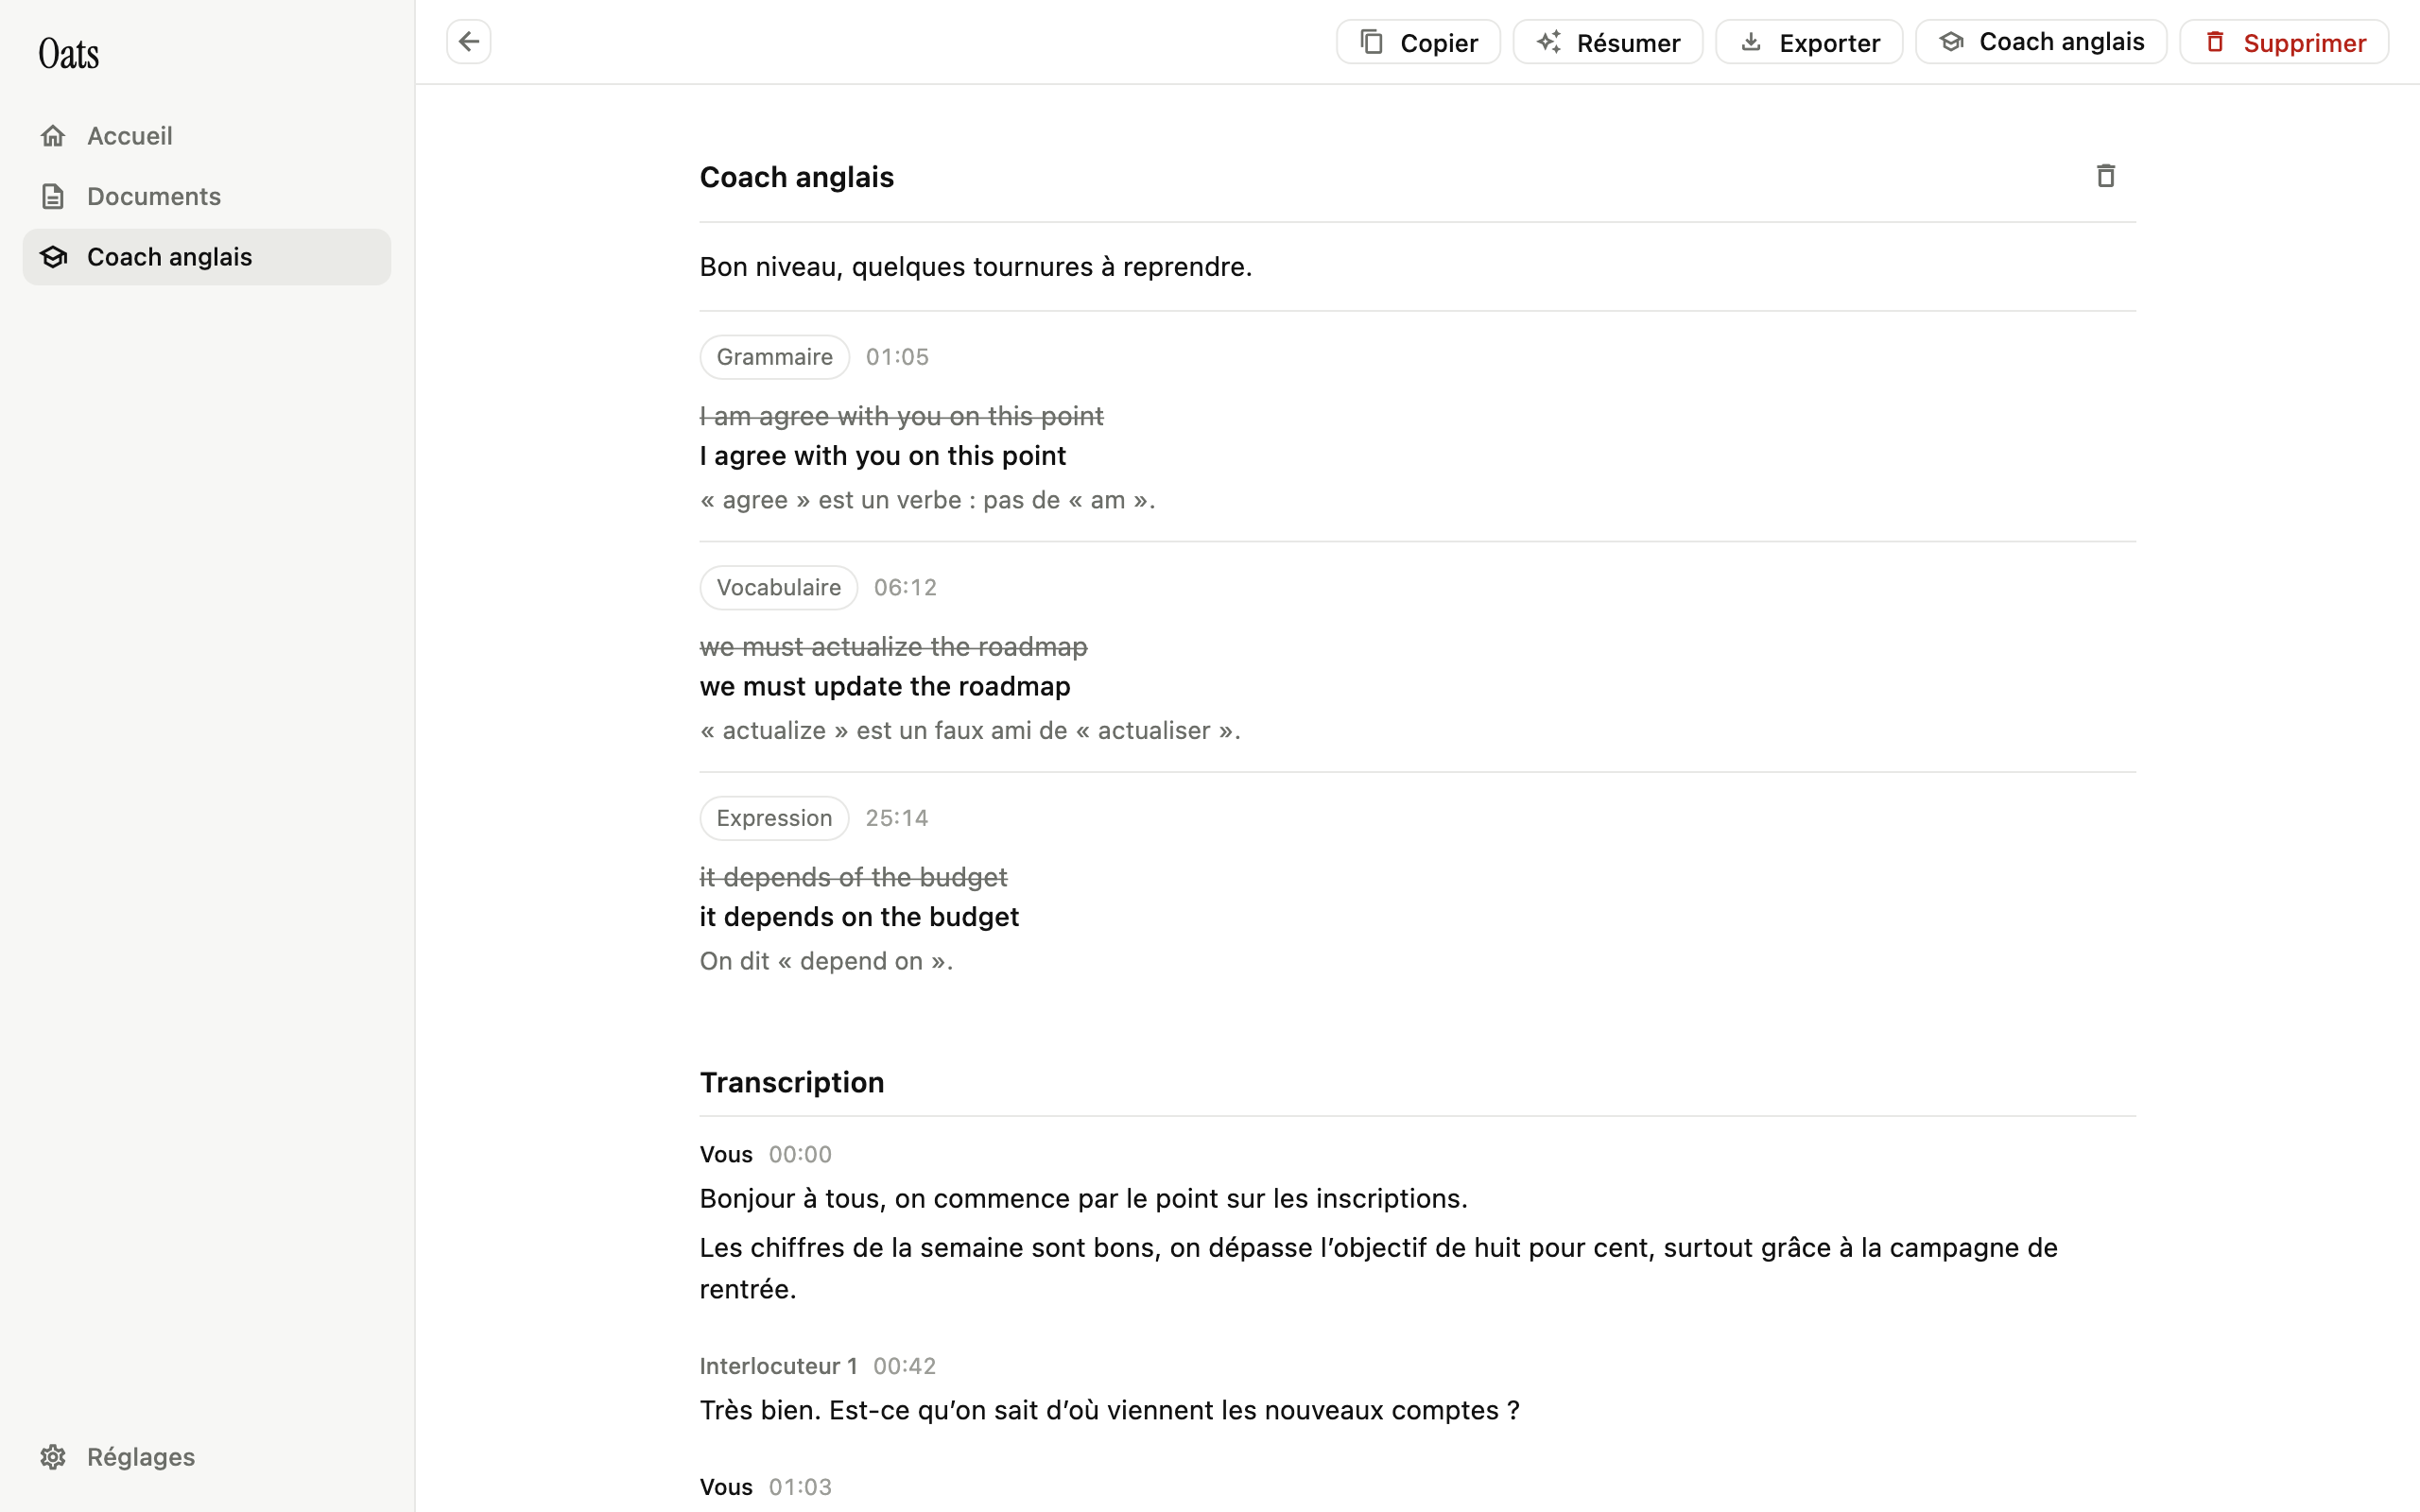 Oats
Accueil
Documents
Coach anglais
Réglages
Copier
Résumer
Exporter
Coach anglais
Supprimer
Coach anglais
Bon niveau, quelques tournures à reprendre.
Grammaire 01:05
I am agree with you on this point
I agree with you on this point
« agree » est un verbe : pas de « am ».
Vocabulaire 06:12
we must actualize the roadmap
we must update the roadmap
« actualize » est un faux ami de « actualiser ».
Expression 25:14
it depends of the budget
it depends on the budget
On dit « depend on ».
Transcription
Vous 00:00
Bonjour à tous, on commence par le point sur les inscriptions.
Les chiffres de la semaine sont bons, on dépasse l’objectif de huit pour cent, surtout grâce à la campagne de
rentrée.
Interlocuteur 1 00:42
Très bien. Est-ce qu’on sait d’où viennent les nouveaux comptes ?
Vous 01:03